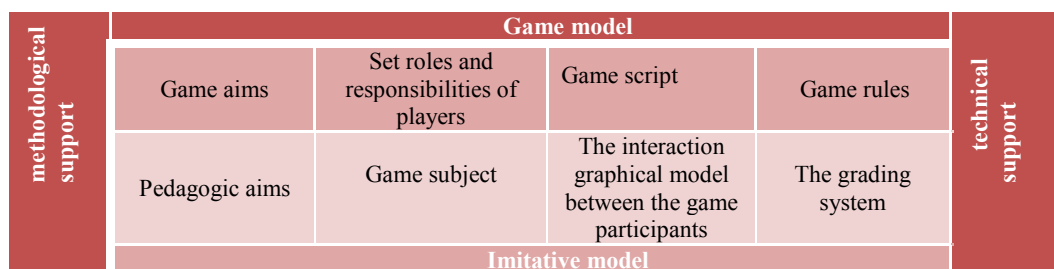 methodological
support
Game model
Game aims
Set roles and
responsibilities of
players
Game script
Game rules
Pedagogic aims
Game subject
The interaction
graphical model
between the game
participants
The grading
system
Imitative model
technical
support